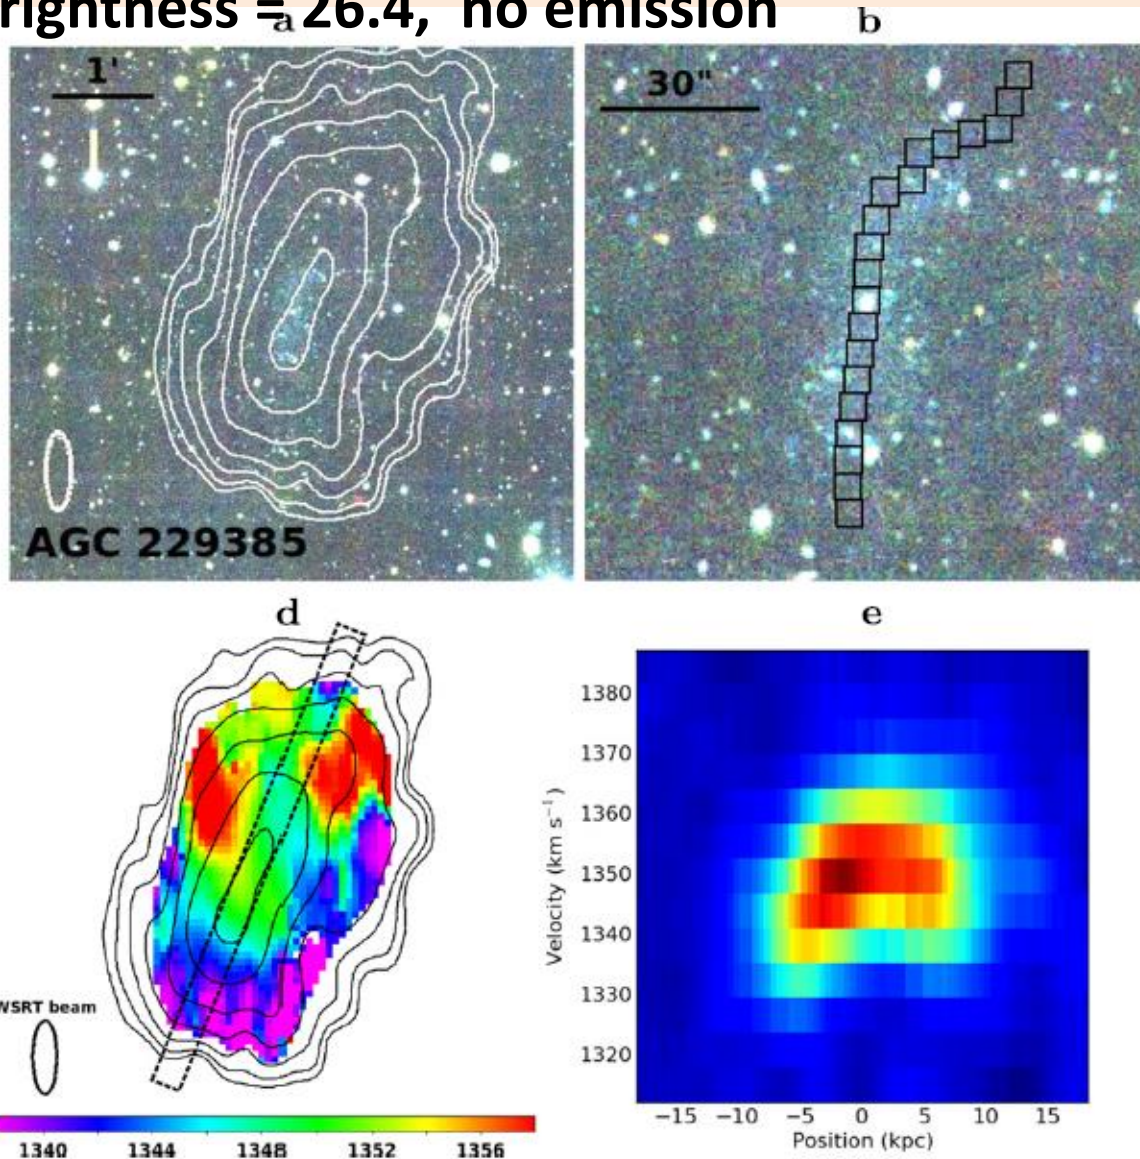 rightness = 26.4, no emission
a
b
1'
30"
AGC 229385
d
e
WSRT beam
1340 1344 1348 1352 1356
Velocity (km s⁻¹)
1380
1370
1360
1350
1340
1330
1320
−15 −10 −5 0 5 10 15
Position (kpc)